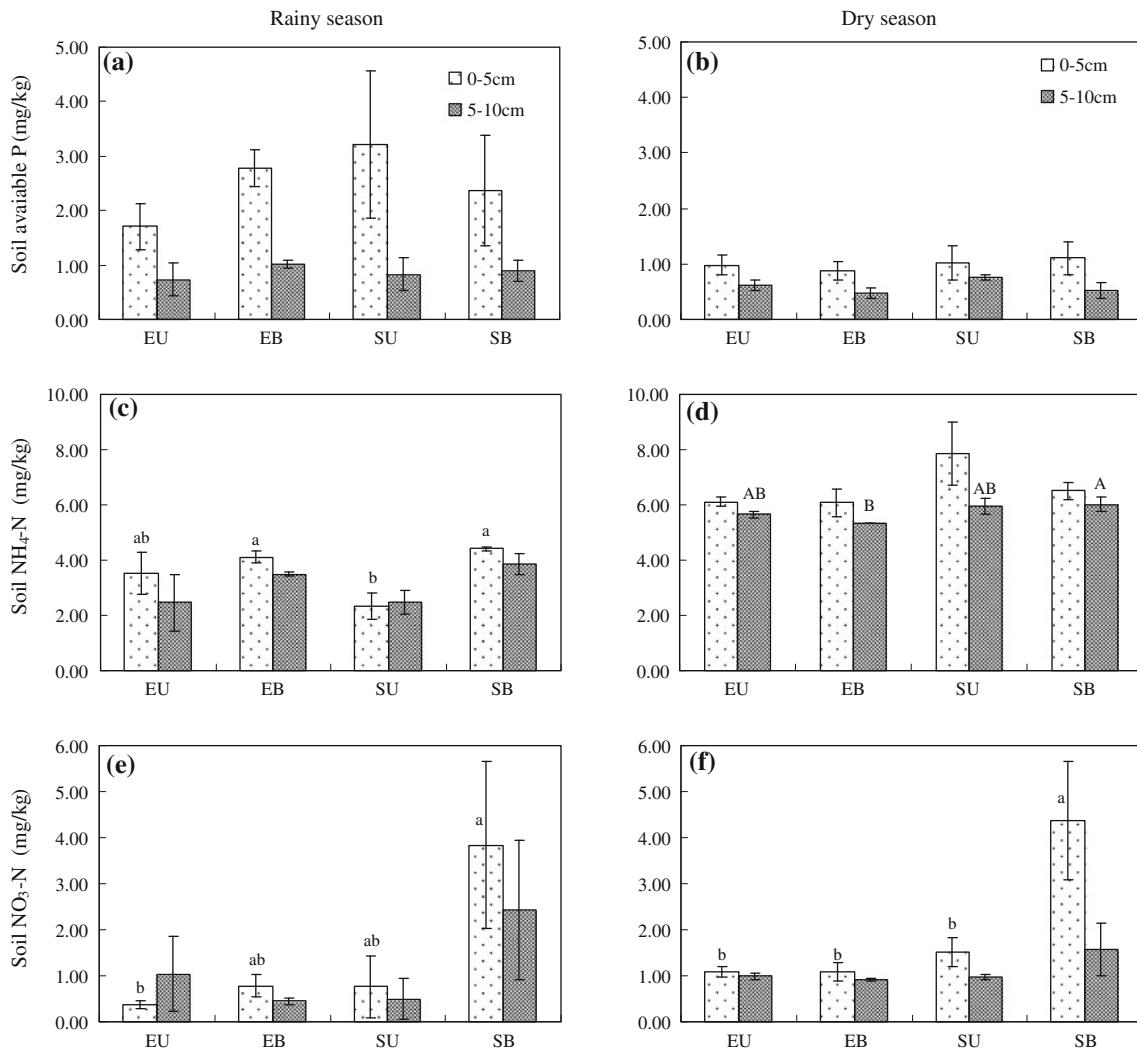 Rainy season
Dry season
5.00
4.00
3.00
2.00
1.00
0.00
Soil avaiable P (mg/kg)
(a)
0-5cm
5-10cm
EU EB SU SB
5.00
4.00
3.00
2.00
1.00
0.00
(b)
0-5cm
5-10cm
EU EB SU SB
10.00
8.00
6.00
4.00
2.00
0.00
Soil NH4-N (mg/kg)
(c)
ab a b a
EU EB SU SB
10.00
8.00
6.00
4.00
2.00
0.00
(d)
AB B AB A
EU EB SU SB
6.00
5.00
4.00
3.00
2.00
1.00
0.00
Soil NO3-N (mg/kg)
(e)
b ab ab a
EU EB SU SB
6.00
5.00
4.00
3.00
2.00
1.00
0.00
(f)
b b b a
EU EB SU SB